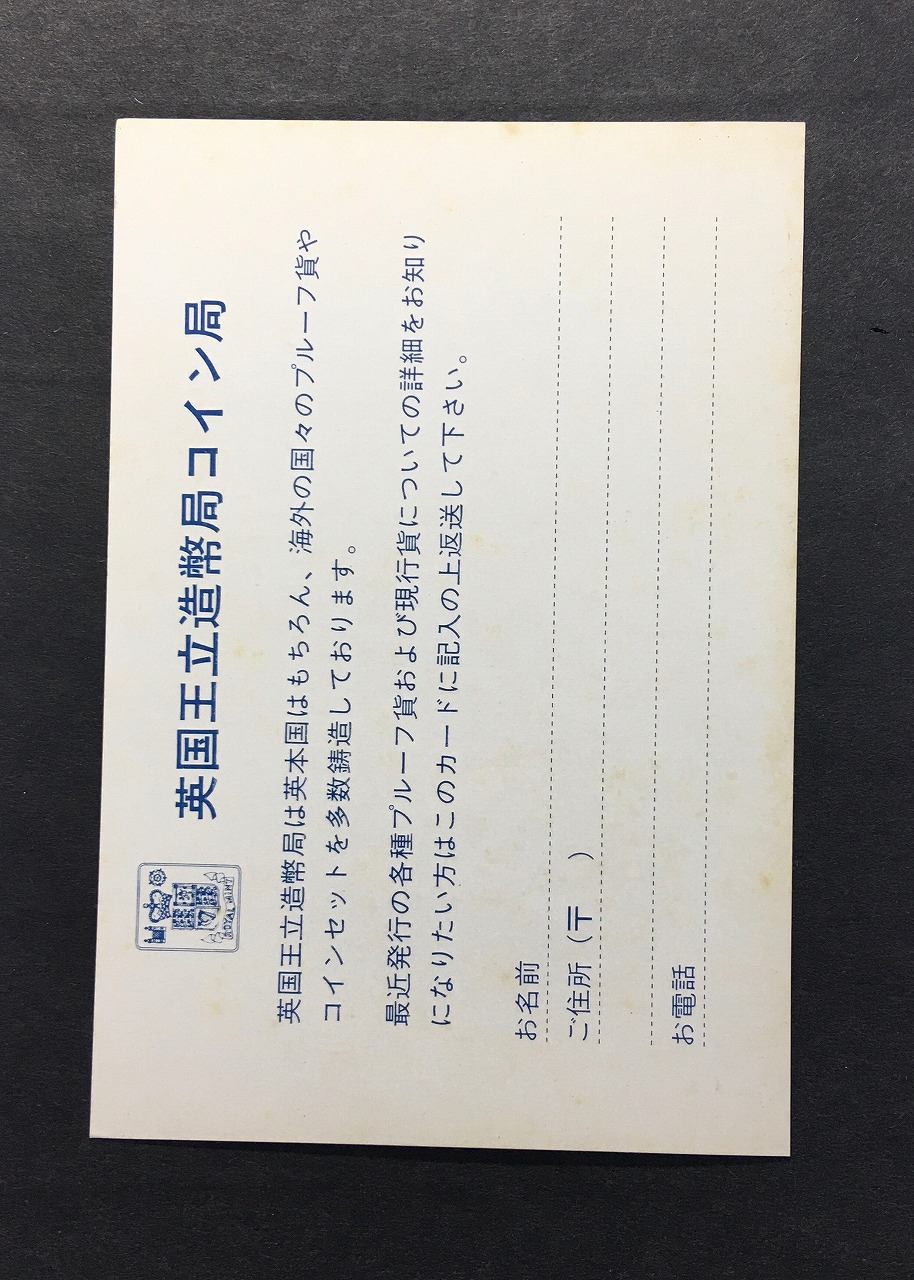 ROYAL MINT
英国王立造幣局コイン局
英国王立造幣局は英本国はもちろん、海外の国々のプルーフ貨や
コインセットを多数鋳造しております。
最近発行の各種プルーフ貨および現行貨についての詳細をお知り
になりたい方はこのカードに記入の上返送して下さい。
お名前
ご住所（〒　　）
お電話